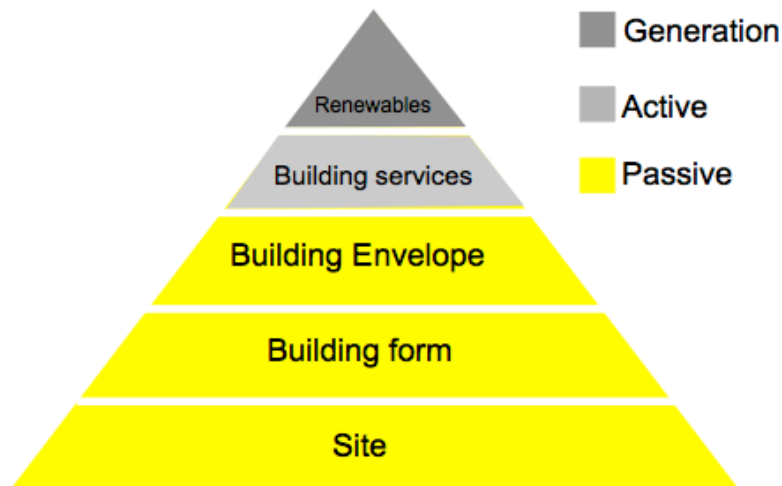 Generation
Renewables
Active
Building services
Passive
Building Envelope
Building form
Site